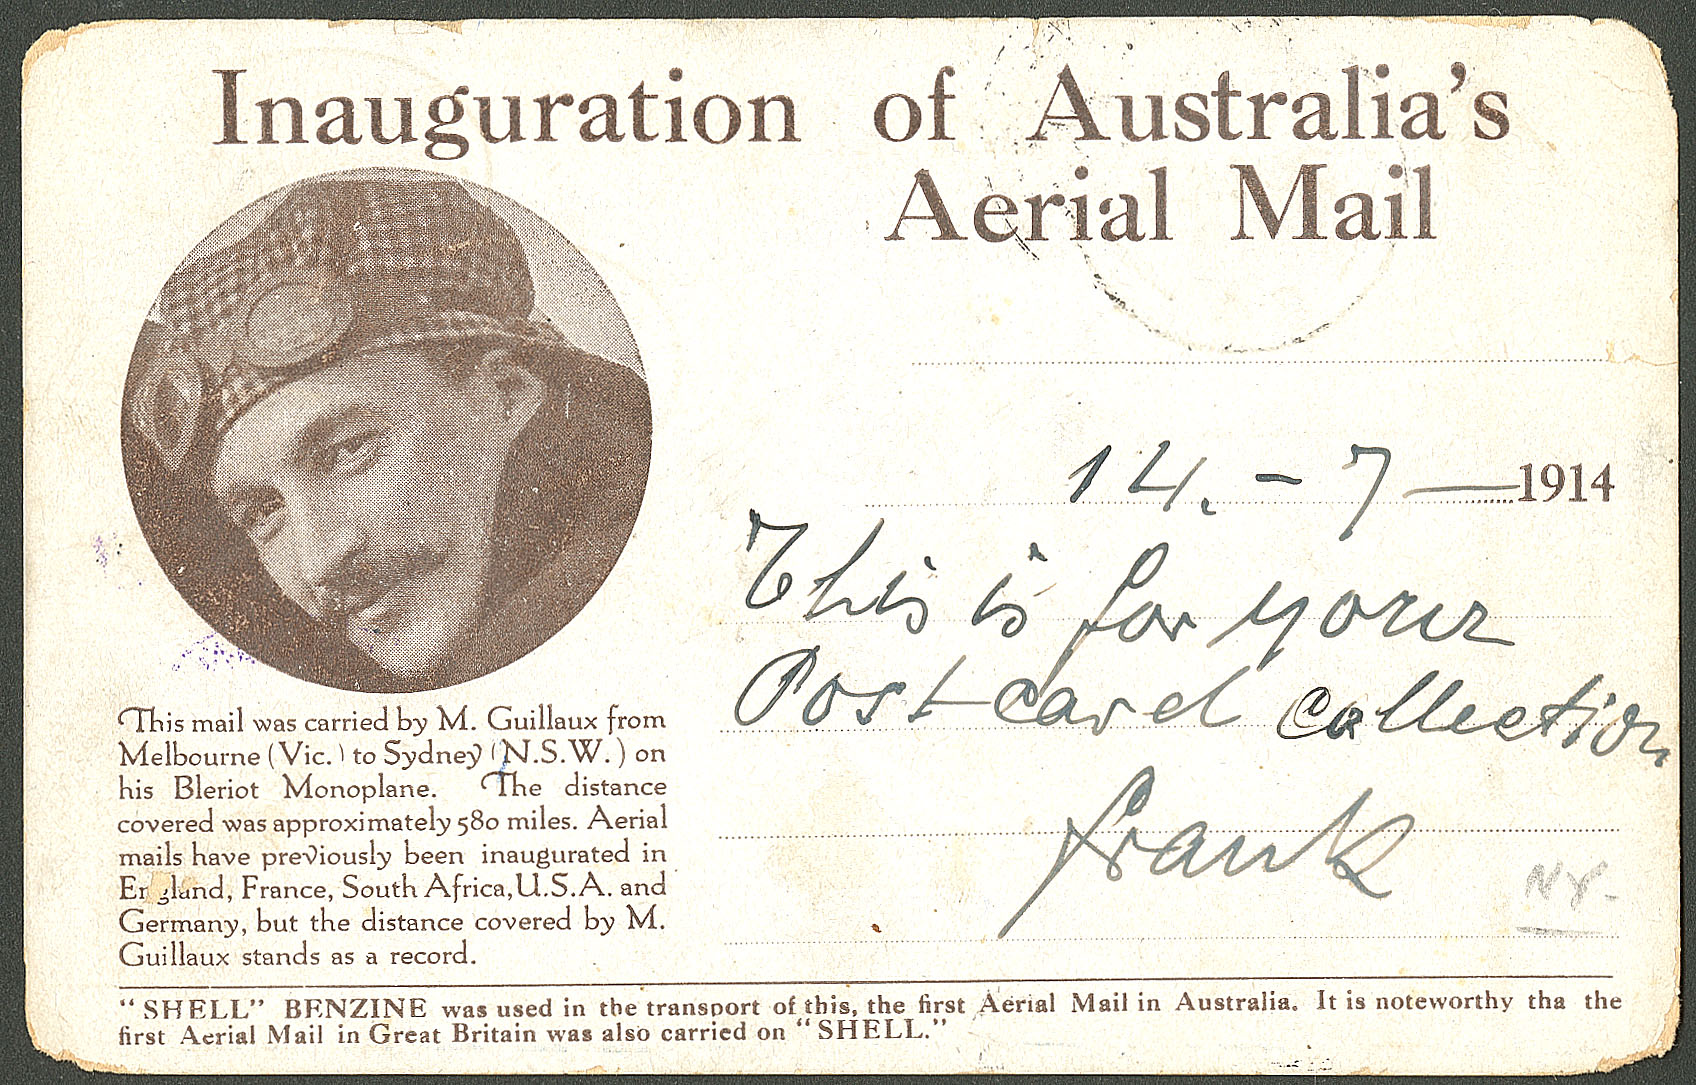 Inauguration of Australia's
Aerial Mail
14. - 7 — 1914
This is for your
Postcard Collection
Frank
This mail was carried by M. Guillaux from
Melbourne (Vic.) to Sydney (N.S.W.) on
his Bleriot Monoplane. The distance
covered was approximately 580 miles. Aerial
mails have previously been inaugurated in
England, France, South Africa, U.S.A. and
Germany, but the distance covered by M.
Guillaux stands as a record.
"SHELL" BENZINE was used in the transport of this, the first Aerial Mail in Australia. It is noteworthy tha the
first Aerial Mail in Great Britain was also carried on "SHELL."